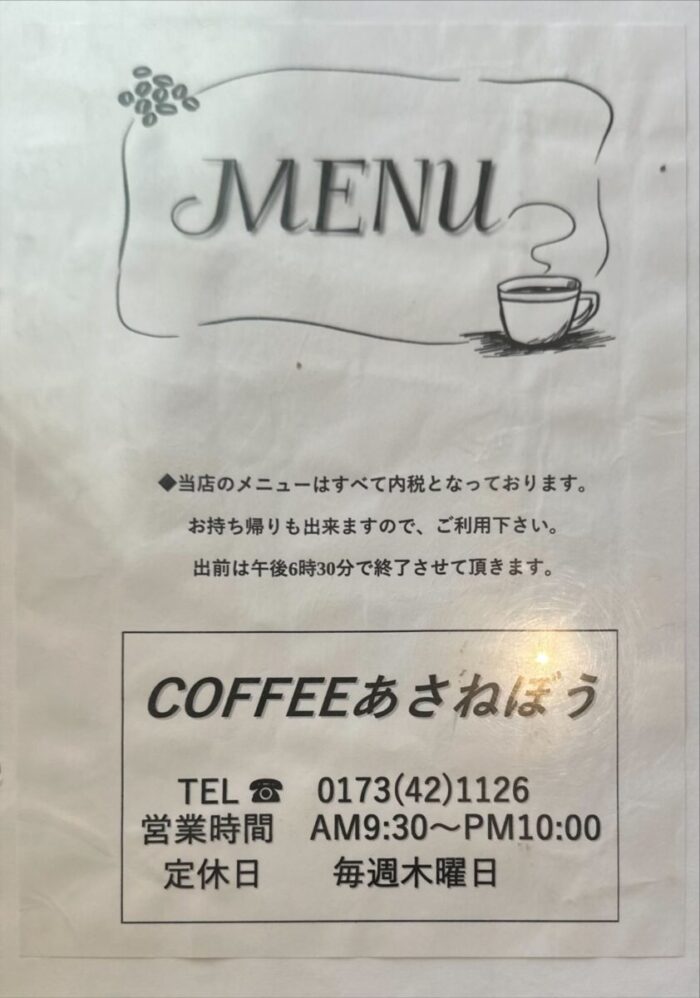 MENU
◆当店のメニューはすべて内税となっております。
お持ち帰りも出来ますので、ご利用下さい。
出前は午後6時30分で終了させて頂きます。
COFFEEあさねぼう
TEL ☎ 0173(42)1126
営業時間 AM9:30～PM10:00
定休日 毎週木曜日